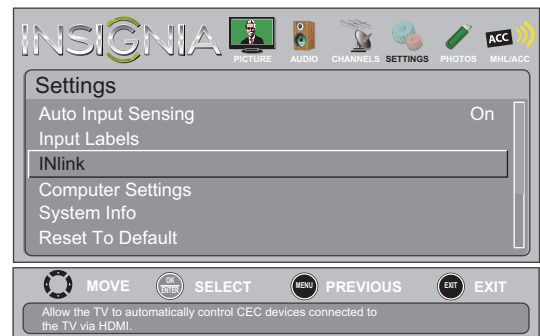 INSIGNIA
PICTURE AUDIO CHANNELS SETTINGS PHOTOS MHL/ACC
ACC
Settings
Auto Input Sensing On
Input Labels
INlink
Computer Settings
System Info
Reset To Default
MOVE OK ENTER SELECT MENU PREVIOUS EXIT EXIT
Allow the TV to automatically control CEC devices connected to
the TV via HDMI.